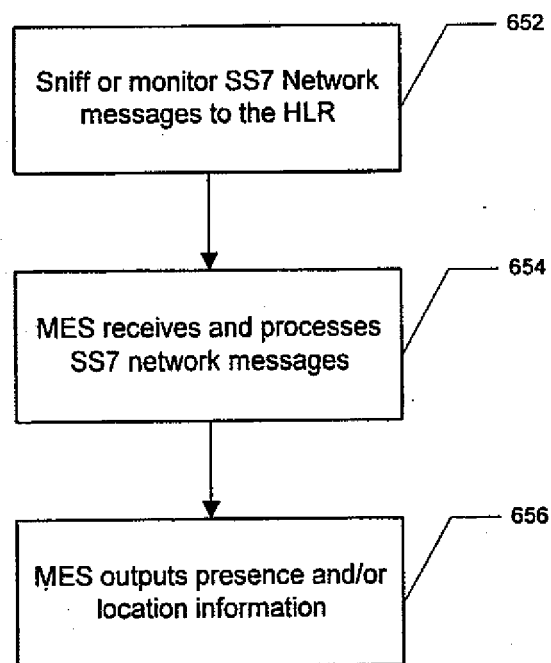 652
Sniff or monitor SS7 Network
messages to the HLR
654
MES receives and processes
SS7 network messages
656
MES outputs presence and/or
location information